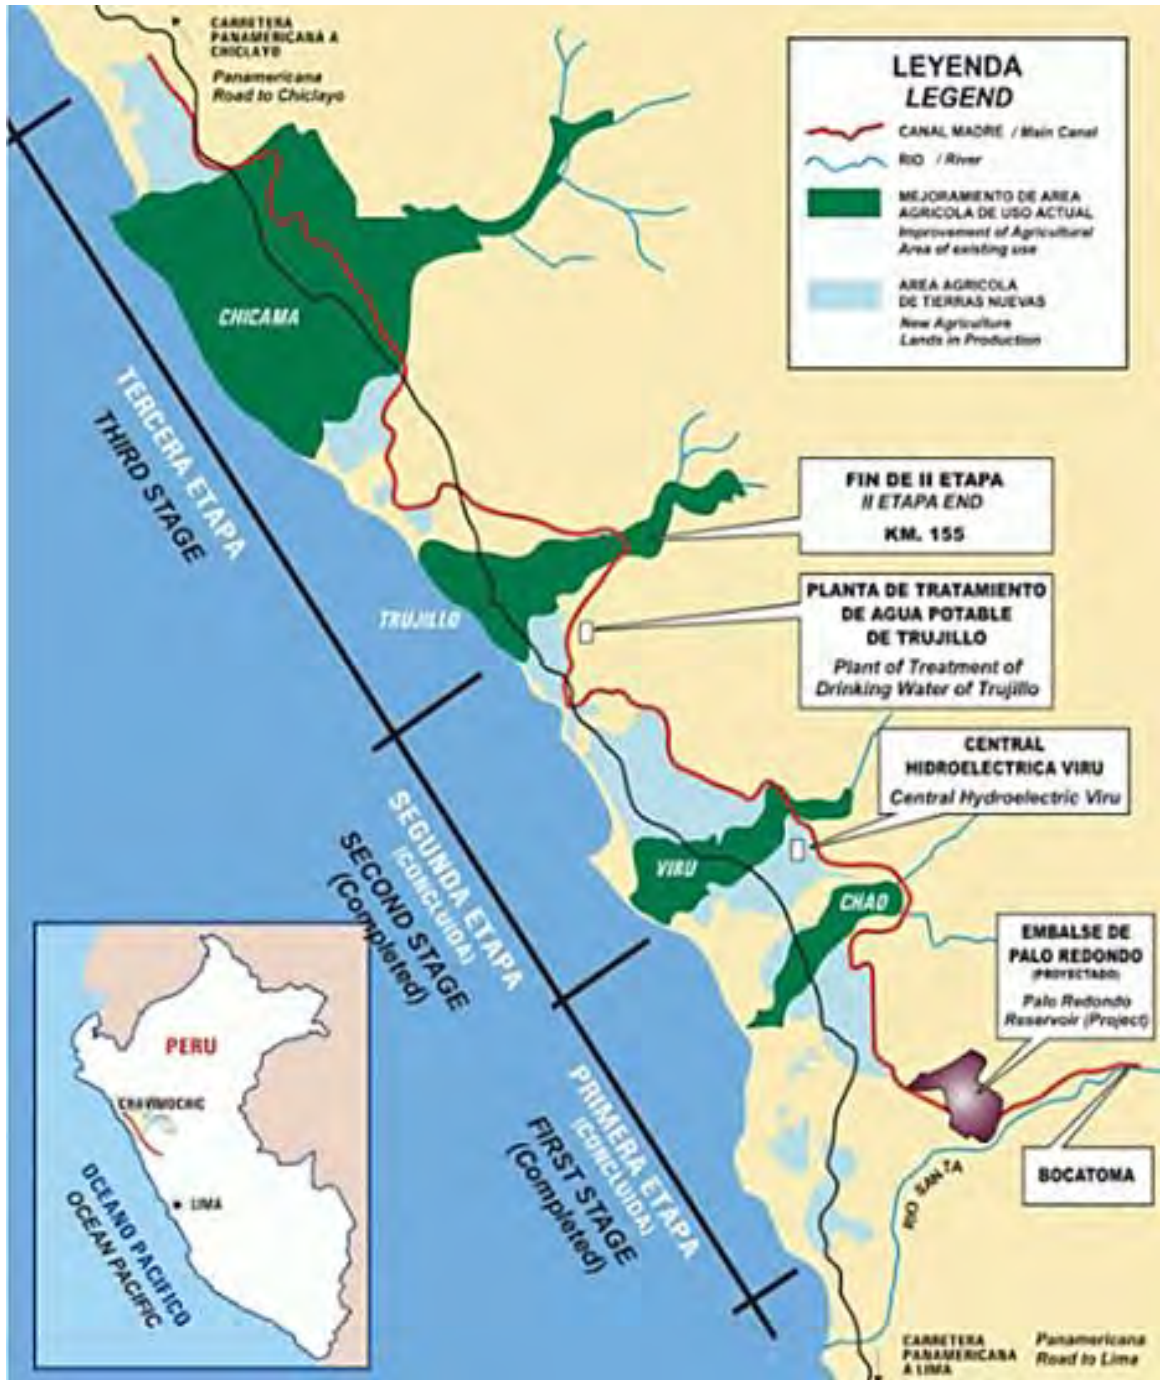 CARRETERA
PANAMERICANA A
CHICLAYO
Panamericana
Road to Chiclayo
LEYENDA
LEGEND
CANAL MADRE / Main Canal
RIO / River
MEJORAMIENTO DE AREA
AGRICOLA DE USO ACTUAL
Improvement of Agricultural
Area of existing use
AREA AGRICOLA
DE TIERRAS NUEVAS
New Agriculture
Lands in Production
CHICAMA
TERCERA ETAPA
THIRD STAGE
FIN DE II ETAPA
II ETAPA END
KM. 155
PLANTA DE TRATAMIENTO
DE AGUA POTABLE
DE TRUJILLO
Plant of Treatment of
Drinking Water of Trujillo
TRUJILLO
CENTRAL
HIDROELECTRICA VIRU
Central Hydroelectric Viru
SEGUNDA ETAPA
(CONCLUIDA)
SECOND STAGE
(Completed)
VIRU
CHAO
EMBALSE DE
PALO REDONDO
(PROYECTADO)
Palo Redondo
Reservoir (Project)
BOCATOMA
RIO SANTA
PRIMERA ETAPA
(CONCLUIDA)
FIRST STAGE
(Completed)
PERU
CHAVIMOCHIC
LIMA
OCEANO PACIFICO
OCEAN PACIFIC
CARRETERA
PANAMERICANA
A LIMA
Panamericana
Road to Lima